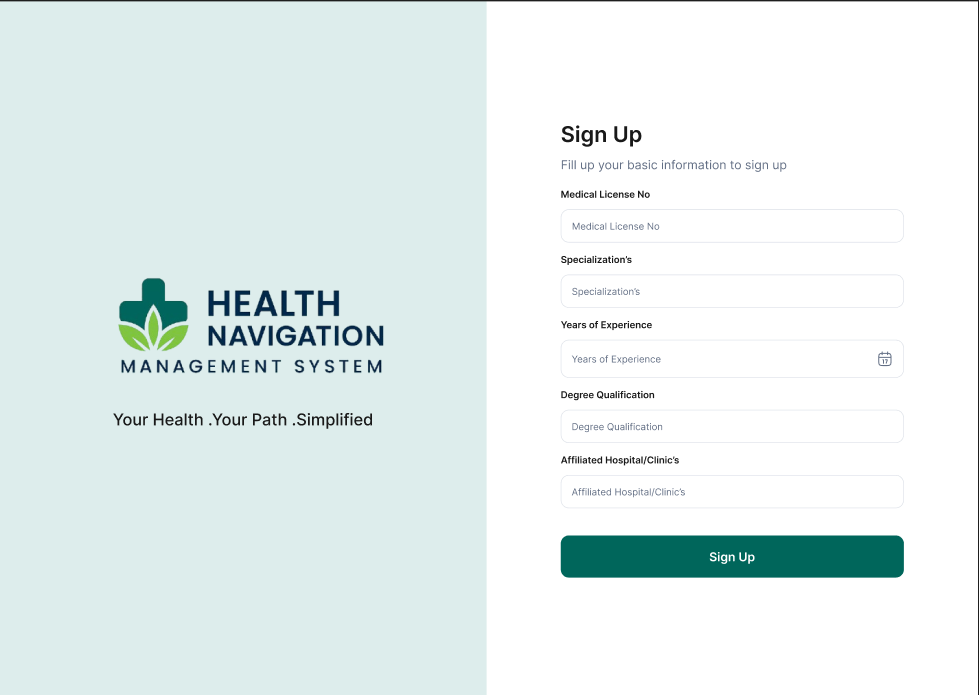 HEALTH
NAVIGATION
MANAGEMENT SYSTEM
Your Health .Your Path .Simplified
Sign Up
Fill up your basic information to sign up
Medical License No
Medical License No
Specialization’s
Specialization’s
Years of Experience
Years of Experience
17
Degree Qualification
Degree Qualification
Affiliated Hospital/Clinic’s
Affiliated Hospital/Clinic’s
Sign Up